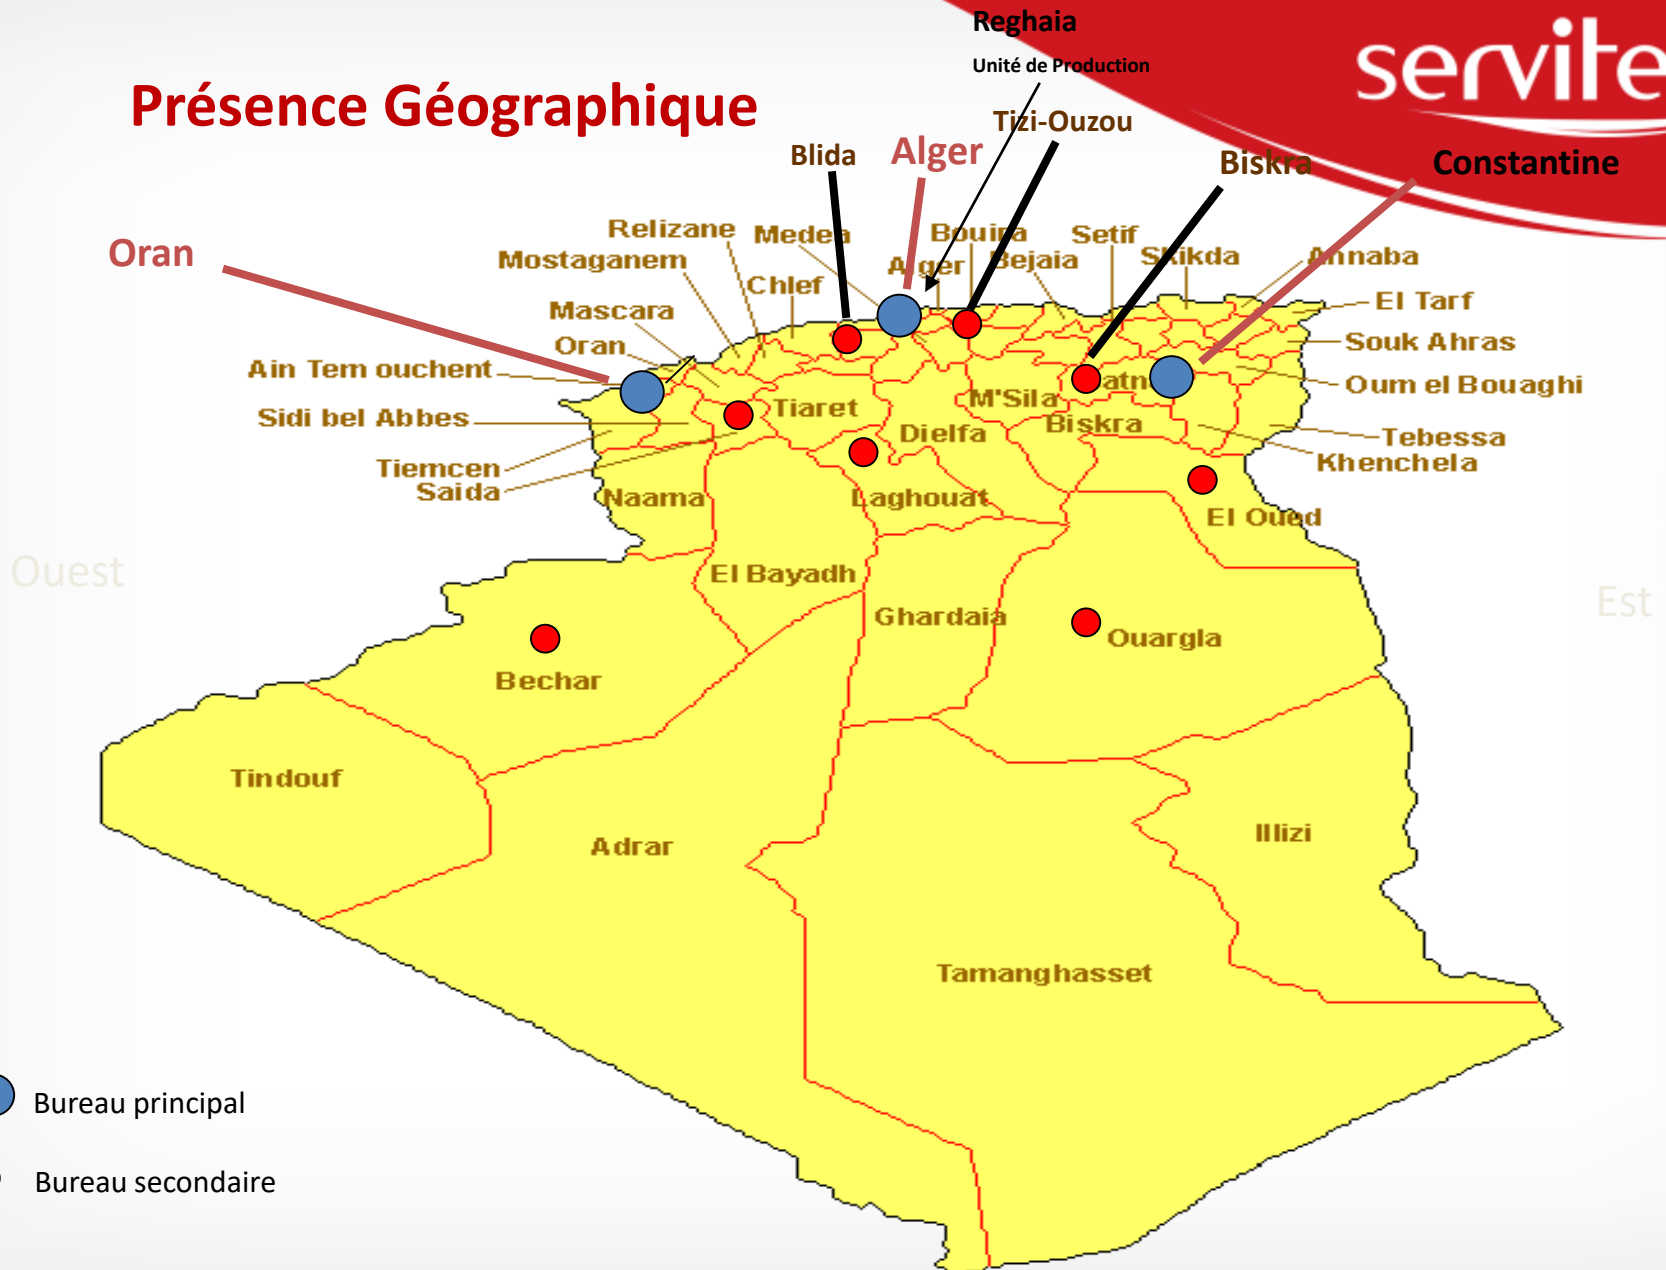 Reghaia
Unité de Production
servite
Présence Géographique
Tizi-Ouzou
Blida
Alger
Biskra
Constantine
Oran
Relizane
Medea
Bouira
Setif
Mostaganem
Alger
Bejaia
Skikda
Annaba
Chlef
El Tarf
Mascara
Oran
Souk Ahras
Ain Tem ouchent
Oum el Bouaghi
M'Sila
Tiaret
Sidi bel Abbes
Dielfa
Biskra
Tebessa
Tiemcen
Khenchela
Saida
Naama
Laghouat
El Oued
Ouest
El Bayadh
Est
Ghardaia
Ouargla
Bechar
Tindouf
Adrar
Illizi
Tamanghasset
Bureau principal
Bureau secondaire